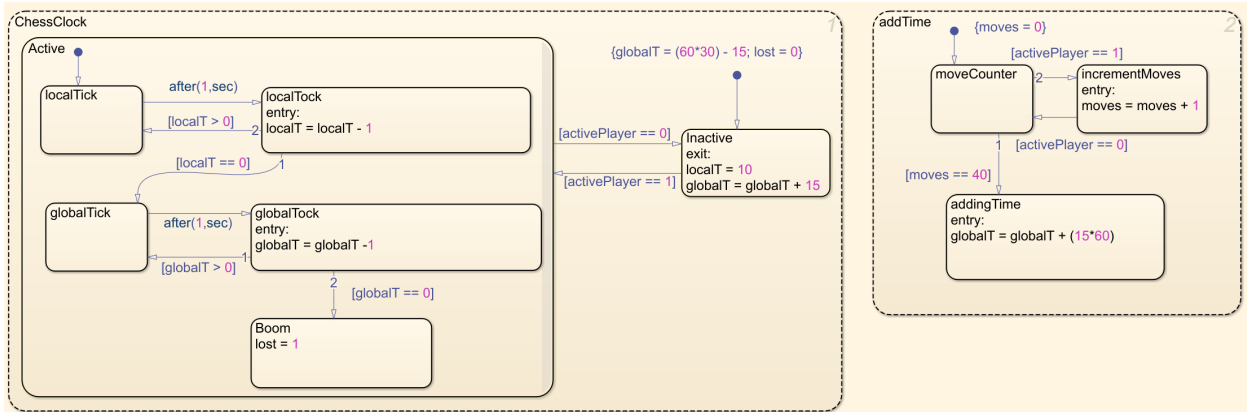 ChessClock
1
Active
localTick
after(1,sec)
localTock
entry:
localT = localT - 1
[localT > 0]
2
1
[localT == 0]
globalTick
after(1,sec)
globalTock
entry:
globalT = globalT -1
[globalT > 0]
1
2
[globalT == 0]
Boom
lost = 1
{globalT = (60*30) - 15; lost = 0}
[activePlayer == 0]
[activePlayer == 1]
Inactive
exit:
localT = 10
globalT = globalT + 15
addTime
2
{moves = 0}
moveCounter
[activePlayer == 1]
2
incrementMoves
entry:
moves = moves + 1
[activePlayer == 0]
1
[moves == 40]
addingTime
entry:
globalT = globalT + (15*60)